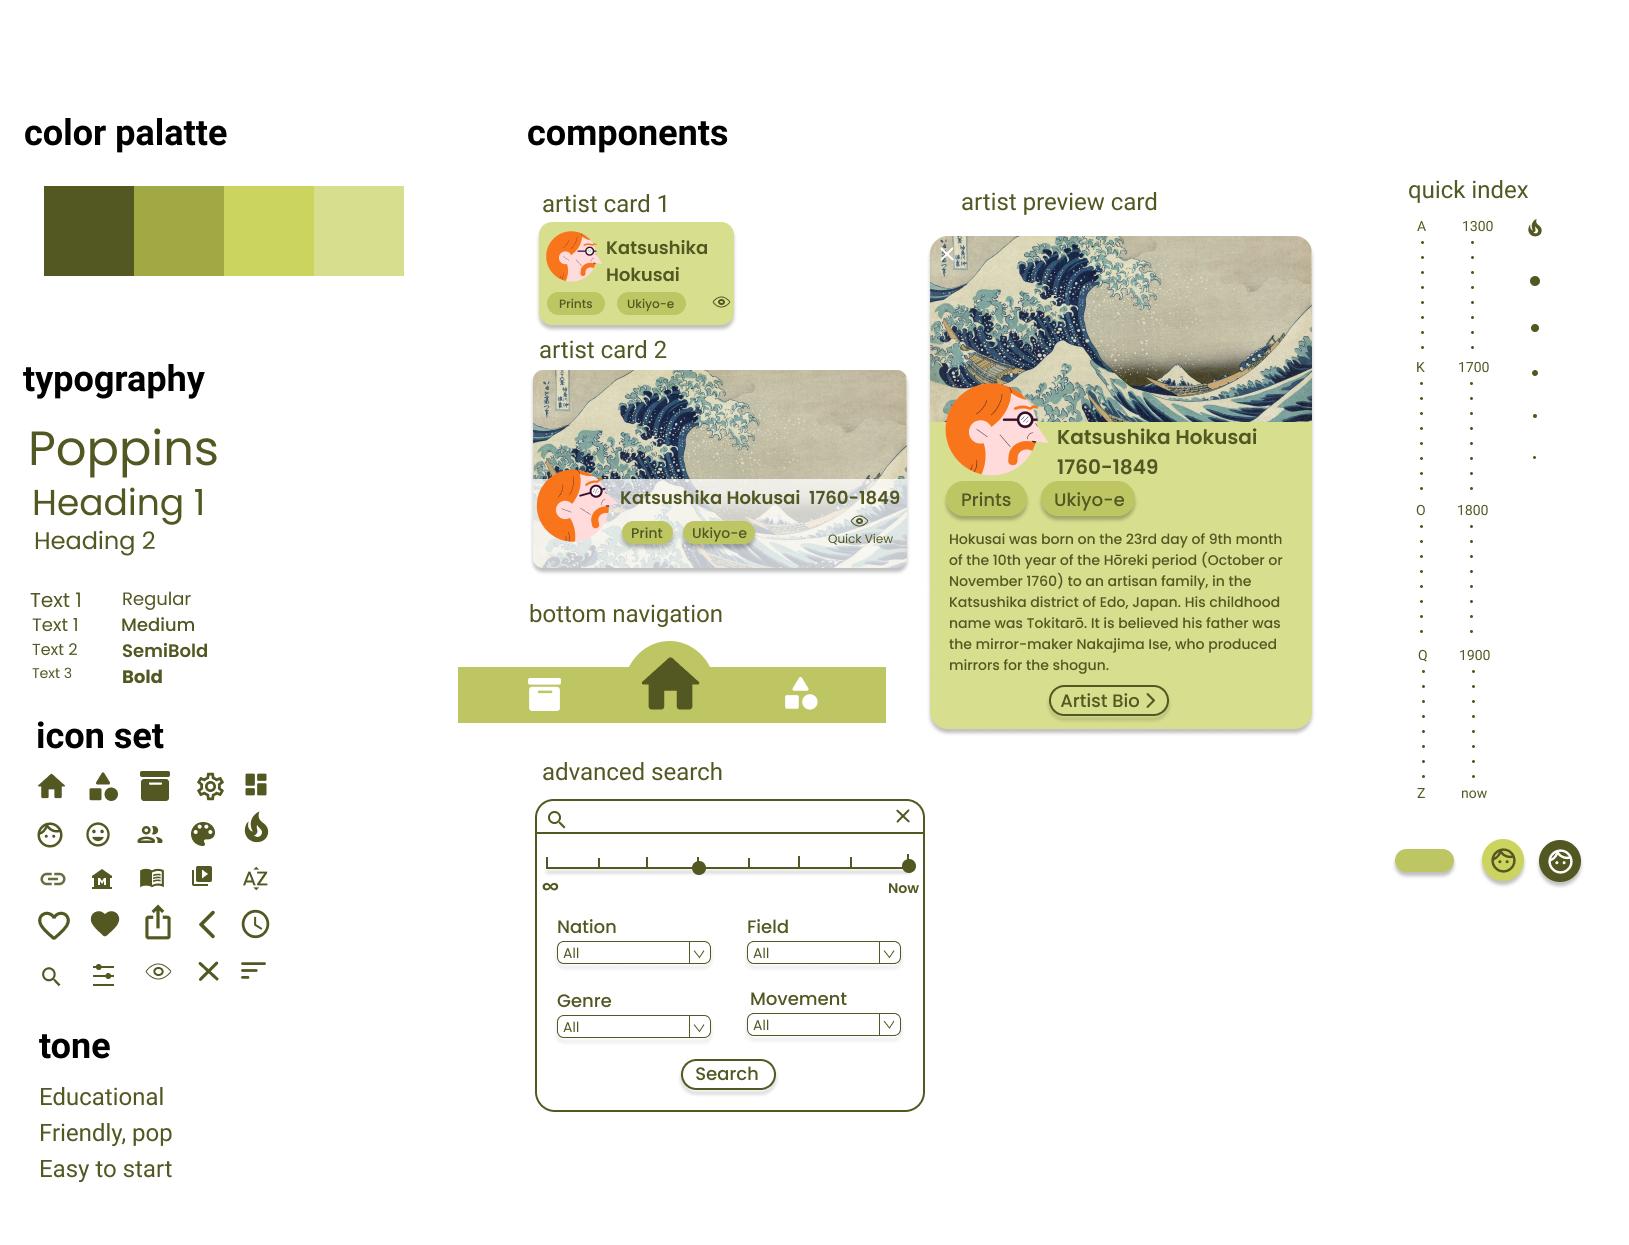 color palatte
typography
Poppins
Heading 1
Heading 2
Text 1 Regular
Text 1 Medium
Text 2 SemiBold
Text 3 Bold
icon set
M
AZ
tone
Educational
Friendly, pop
Easy to start
components
artist card 1
Katsushika
Hokusai
Prints Ukiyo-e
artist card 2
Katsushika Hokusai 1760-1849
Print Ukiyo-e
Quick View
bottom navigation
advanced search
∞ Now
Nation Field
All All
Genre Movement
All All
Search
artist preview card
Katsushika Hokusai
1760-1849
Prints Ukiyo-e
Hokusai was born on the 23rd day of 9th month
of the 10th year of the Hōreki period (October or
November 1760) to an artisan family, in the
Katsushika district of Edo, Japan. His childhood
name was Tokitarō. It is believed his father was
the mirror-maker Nakajima Ise, who produced
mirrors for the shogun.
Artist Bio
quick index
A 1300
K 1700
O 1800
Q 1900
Z now